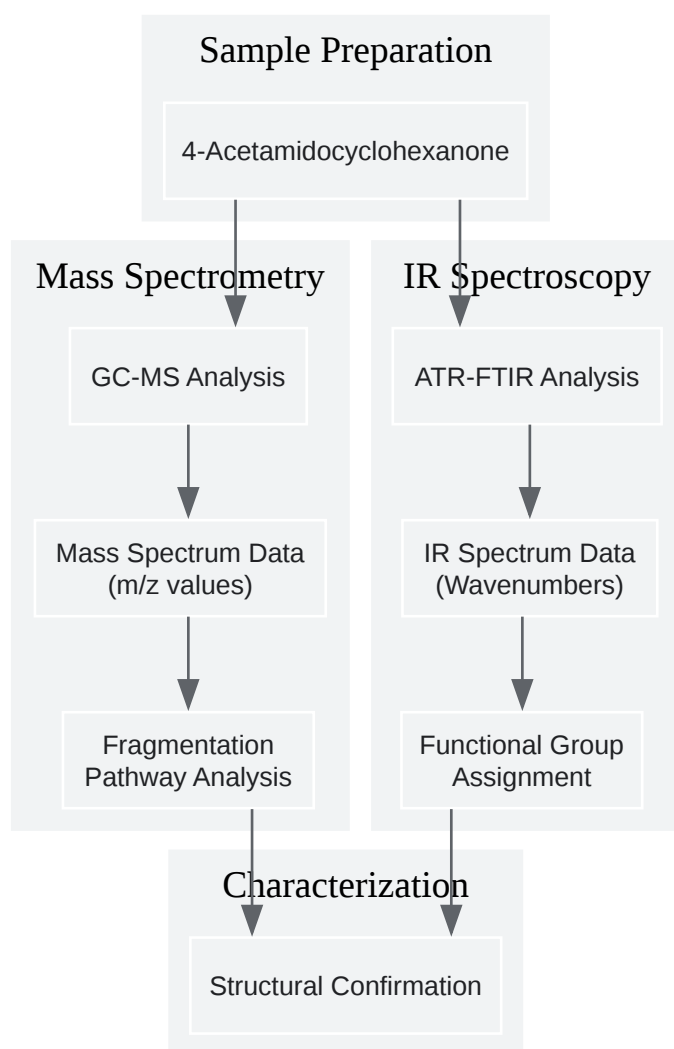 Sample Preparation
4-Acetamidocyclohexanone
Mass Spectrometry
IR Spectroscopy
GC-MS Analysis
ATR-FTIR Analysis
Mass Spectrum Data
(m/z values)
IR Spectrum Data
(Wavenumbers)
Fragmentation
Pathway Analysis
Functional Group
Assignment
Characterization
Structural Confirmation